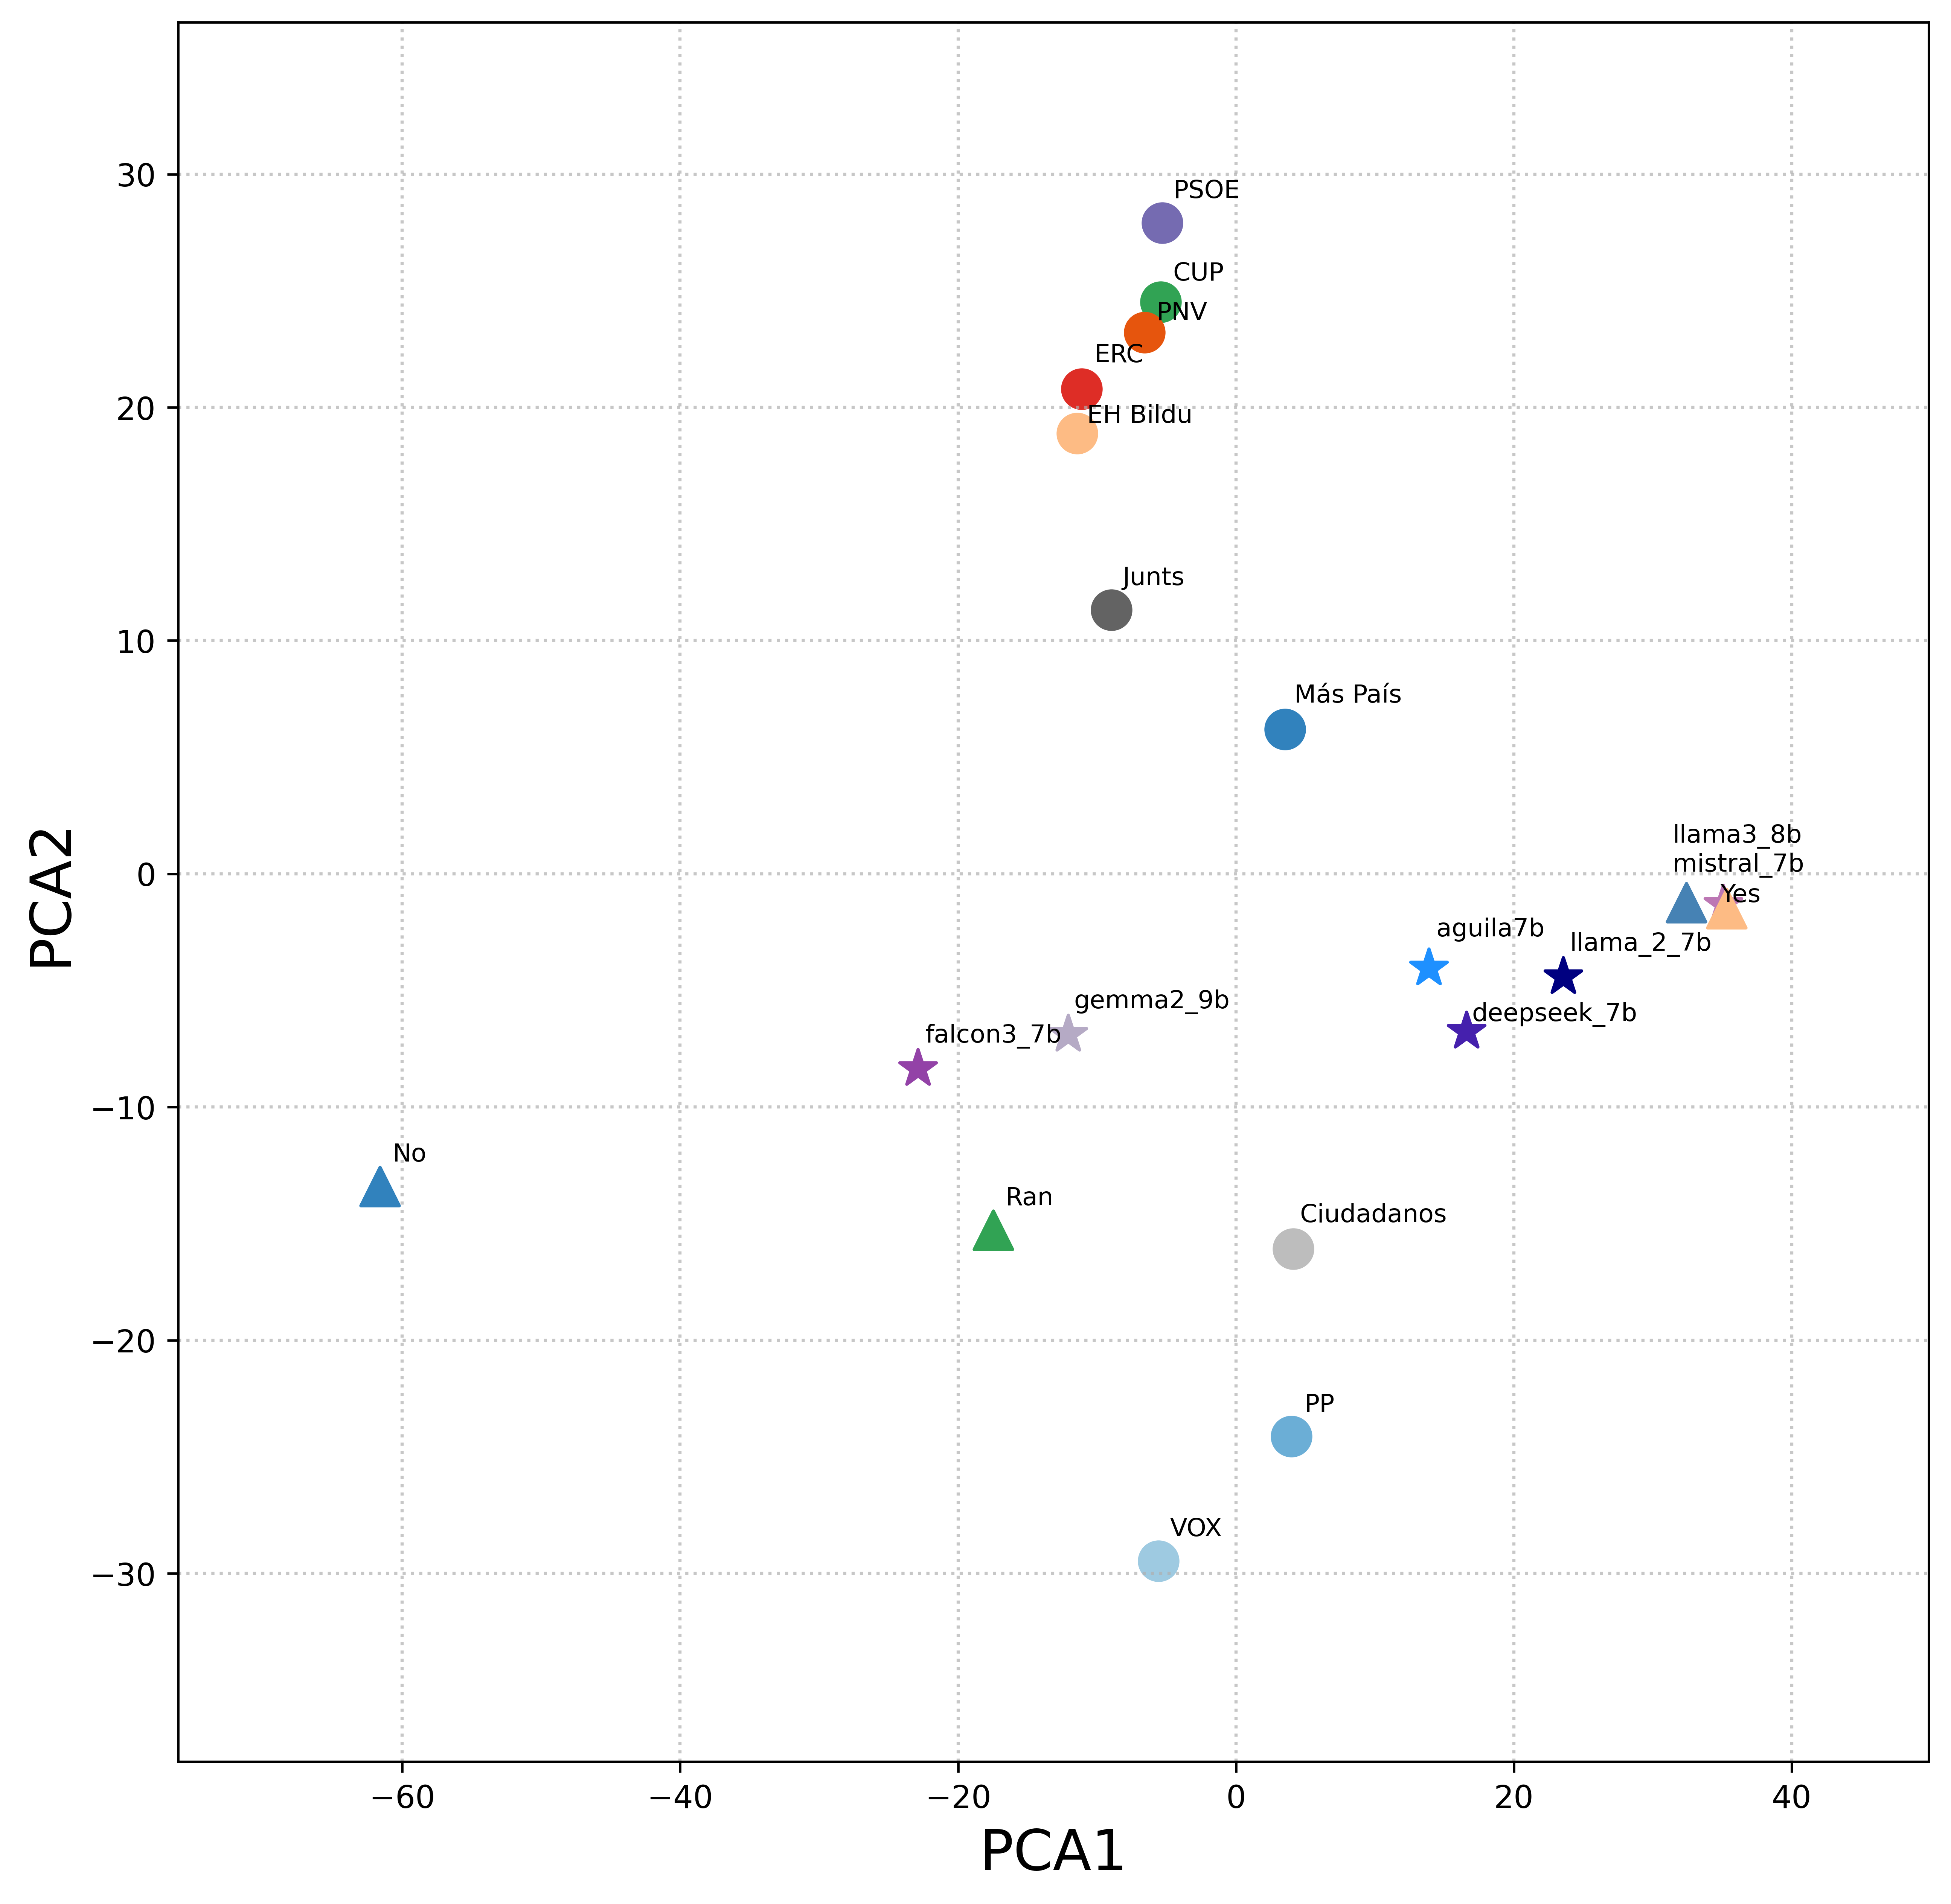 PCA2
30
20
10
0
−10
−20
−30
PSOE
CUP
PNV
ERC
EH Bildu
Junts
Más País
llama3_8b
mistral_7b
Yes
aguila7b
llama_2_7b
gemma2_9b
deepseek_7b
falcon3_7b
No
Ran
Ciudadanos
PP
VOX
−60
−40
−20
0
20
40
PCA1